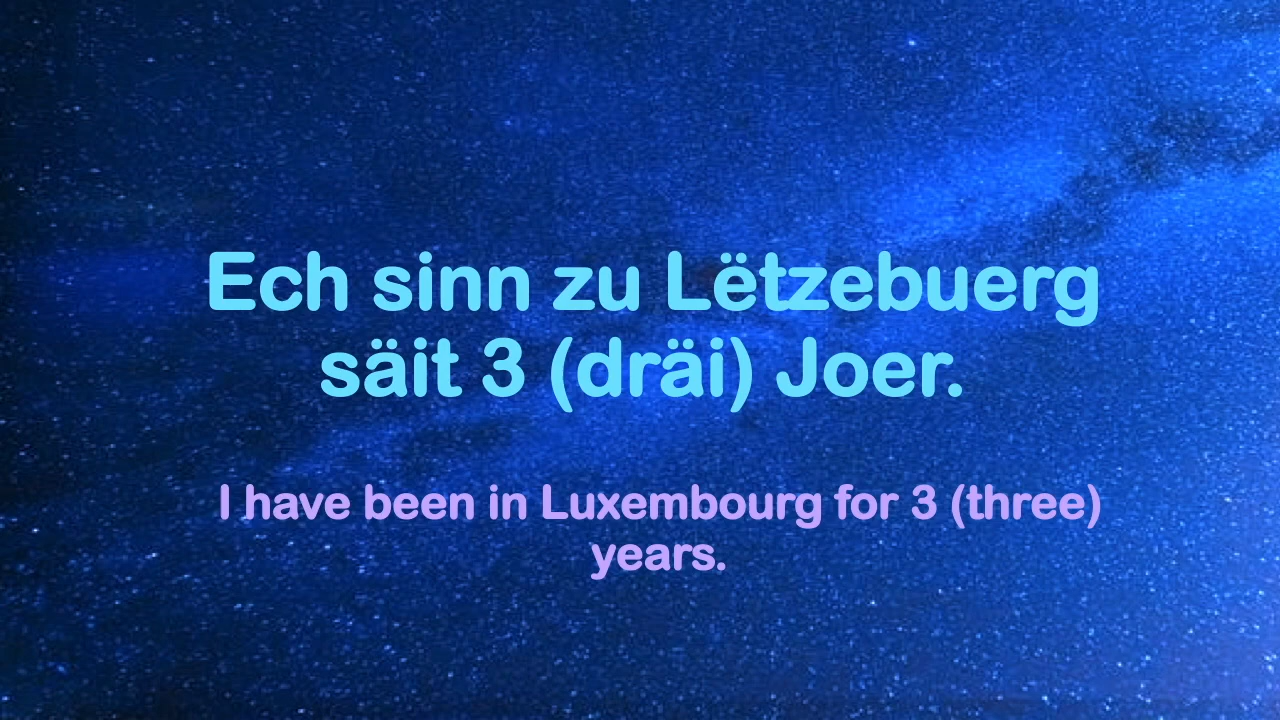 Ech sinn zu Lëtzebuerg
säit 3 (dräi) Joer.
I have been in Luxembourg for 3 (three)
years.